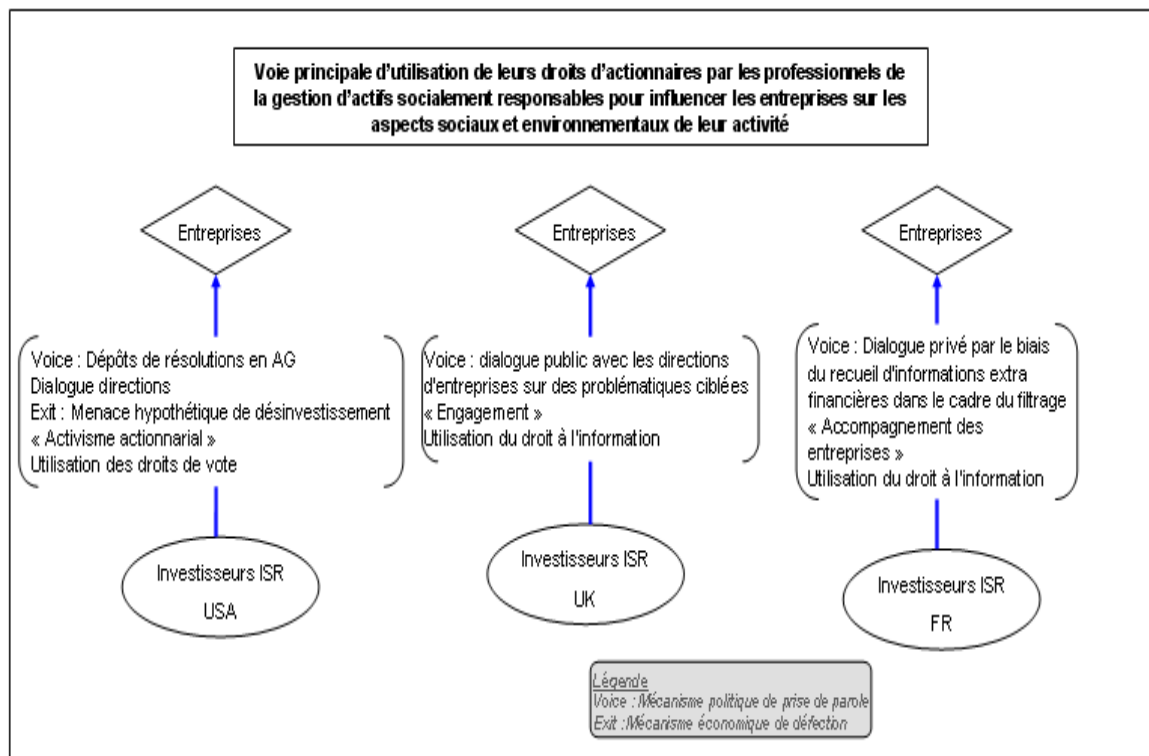 Voie principale d'utilisation de leurs droits d'actionnaires par les professionnels de
la gestion d'actifs socialement responsables pour influencer les entreprises sur les
aspects sociaux et environnementaux de leur activité
Entreprises
Entreprises
Entreprises
Voice : Dépôts de résolutions en AG
Dialogue directions
Exit : Menace hypothétique de désinvestissement
« Activisme actionnarial »
Utilisation des droits de vote
Voice : dialogue public avec les directions
d'entreprises sur des problématiques ciblées
« Engagement »
Utilisation du droit à l'information
Voice : Dialogue privé par le biais
du recueil d'informations extra
financières dans le cadre du filtrage
« Accompagnement des
entreprises »
Utilisation du droit à l'information
Investisseurs ISR
USA
Investisseurs ISR
UK
Investisseurs ISR
FR
Légende
Voice : Mécanisme politique de prise de parole
Exit :Mécanisme économique de défection